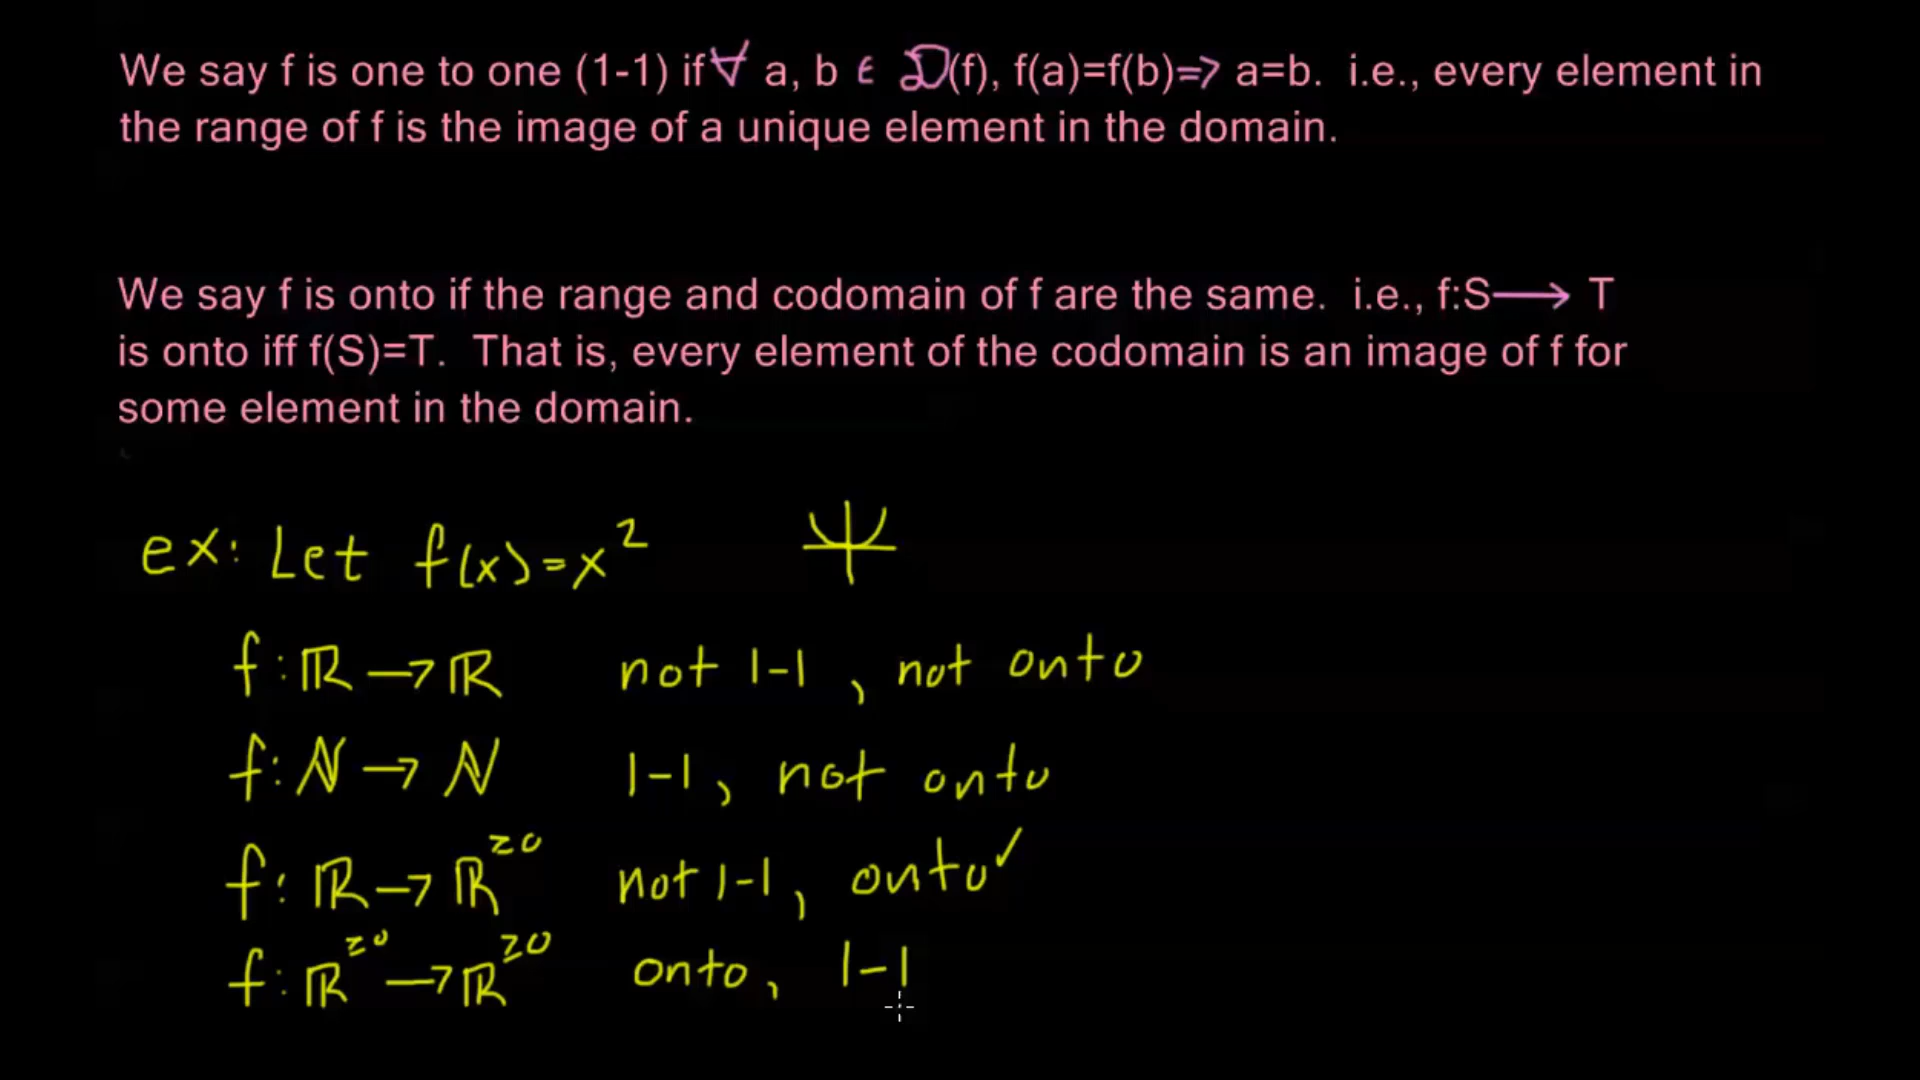 We say f is one to one (1-1) if ∀ a, b ∈ D(f), f(a)=f(b)=> a=b. i.e., every element in
the range of f is the image of a unique element in the domain.
We say f is onto if the range and codomain of f are the same. i.e., f:S⟶ T
is onto iff f(S)=T. That is, every element of the codomain is an image of f for
some element in the domain.
ex: Let f(x)=x²
f:ℝ→ℝ not 1-1, not onto
f:ℕ→ℕ 1-1, not onto
f:ℝ→ℝ^≥0 not 1-1, onto✓
f:ℝ^≥0→ℝ^≥0 onto, 1-1